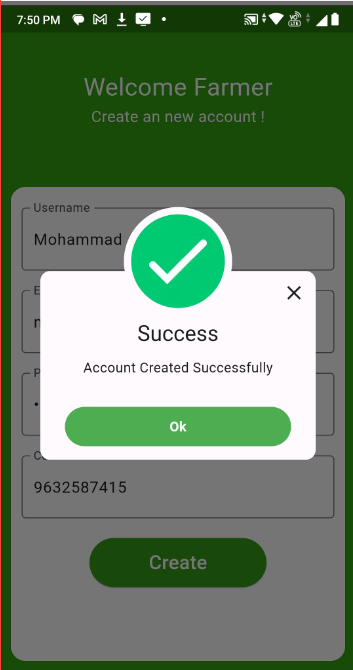 7:50 PM
Welcome Farmer
Create an new account !
Username
Mohammad
Success
Account Created Successfully
Ok
9632587415
Create